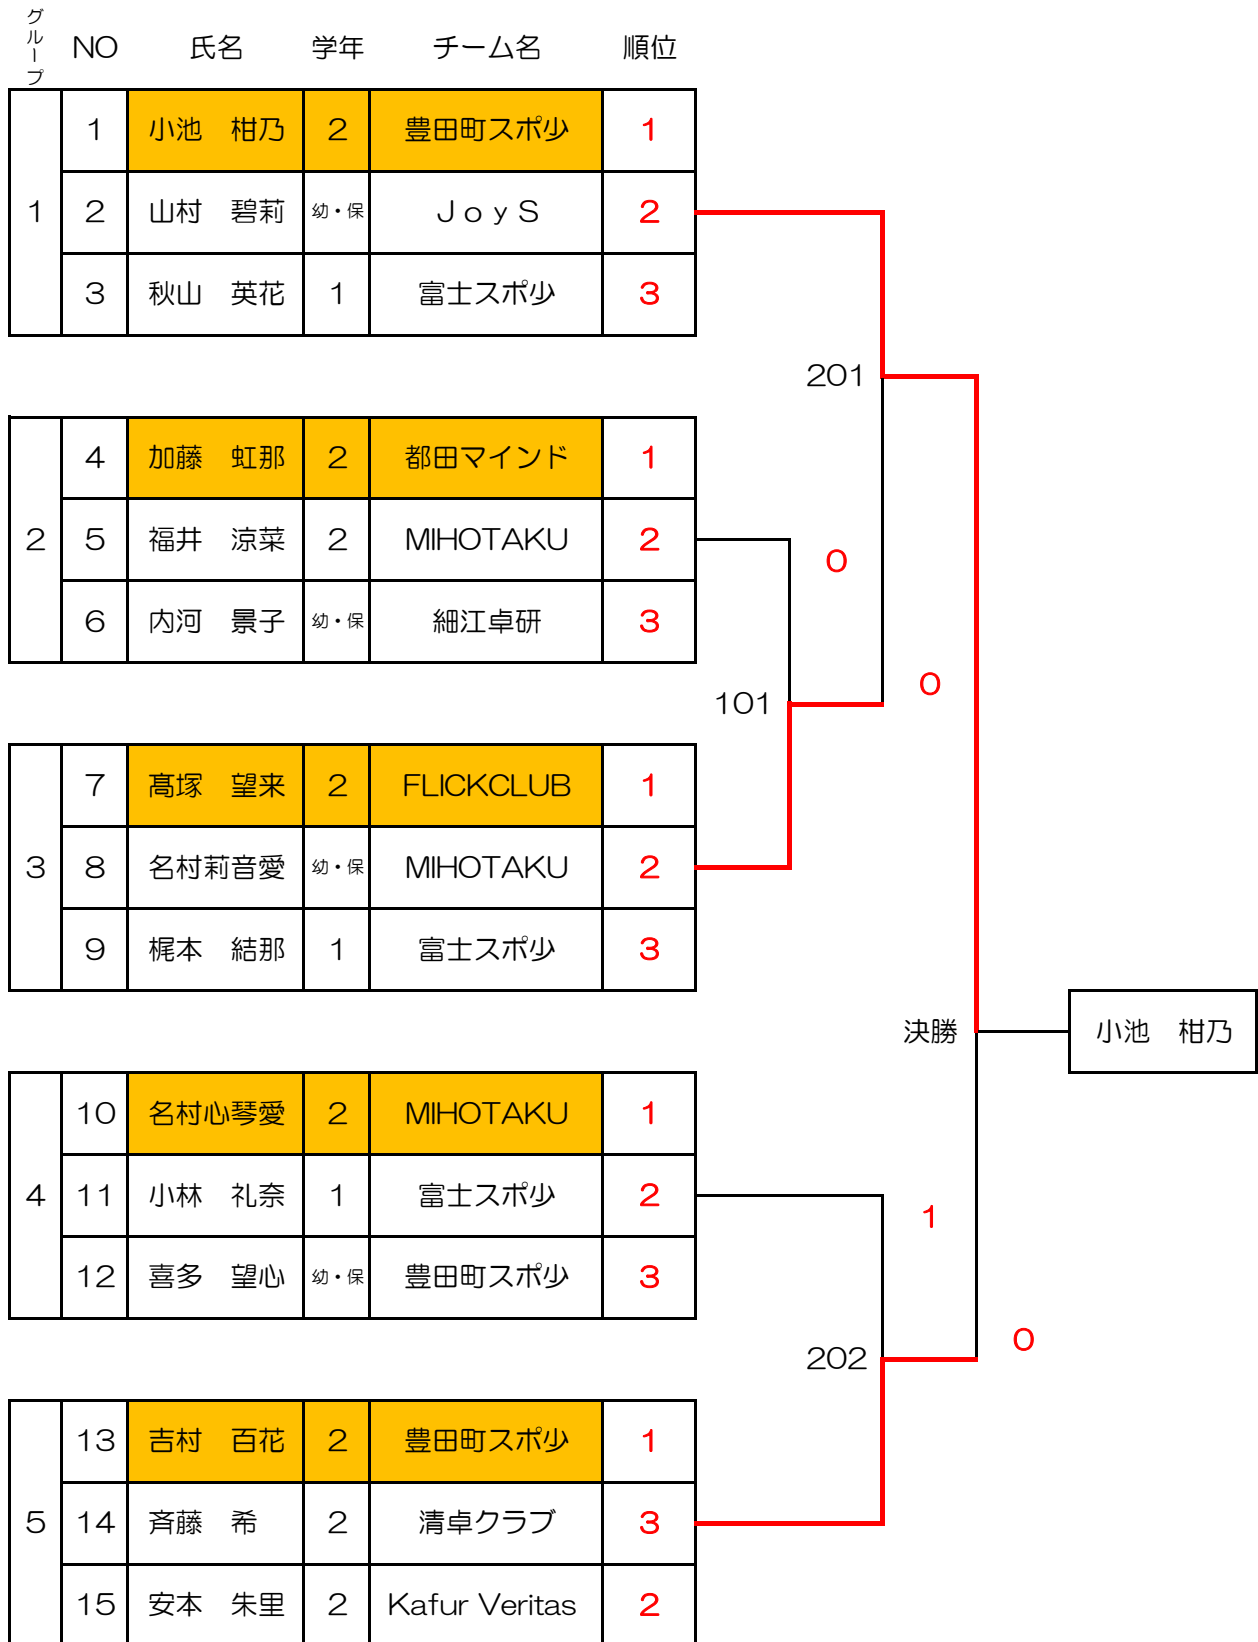 グループ NO 氏名 学年 チーム名 順位
1 小池 柑乃 2 豊田町スポ少 1
1 2 山村 碧莉 幼・保 JoyS 2
3 秋山 英花 1 富士スポ少 3
201
4 加藤 虹那 2 都田マインド 1
2 5 福井 涼菜 2 MIHOTAKU 2
0
6 内河 景子 幼・保 細江卓研 3
0
101
7 髙塚 望来 2 FLICKCLUB 1
3 8 名村莉音愛 幼・保 MIHOTAKU 2
9 梶本 結那 1 富士スポ少 3
決勝 小池 柑乃
10 名村心琴愛 2 MIHOTAKU 1
4 11 小林 礼奈 1 富士スポ少 2
1
12 喜多 望心 幼・保 豊田町スポ少 3
0
202
13 吉村 百花 2 豊田町スポ少 1
5 14 斉藤 希 2 清卓クラブ 3
15 安本 朱里 2 Kafur Veritas 2